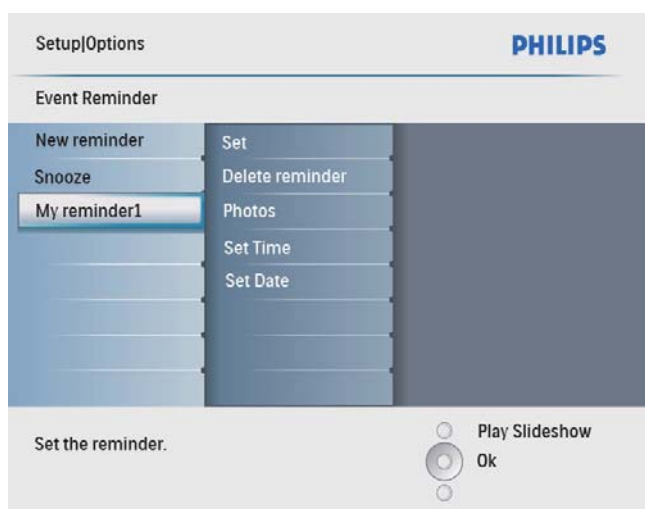 Setup|Options
PHILIPS
Event Reminder
New reminder
Snooze
My reminder1
Set
Delete reminder
Photos
Set Time
Set Date
Set the reminder.
Play Slideshow
Ok